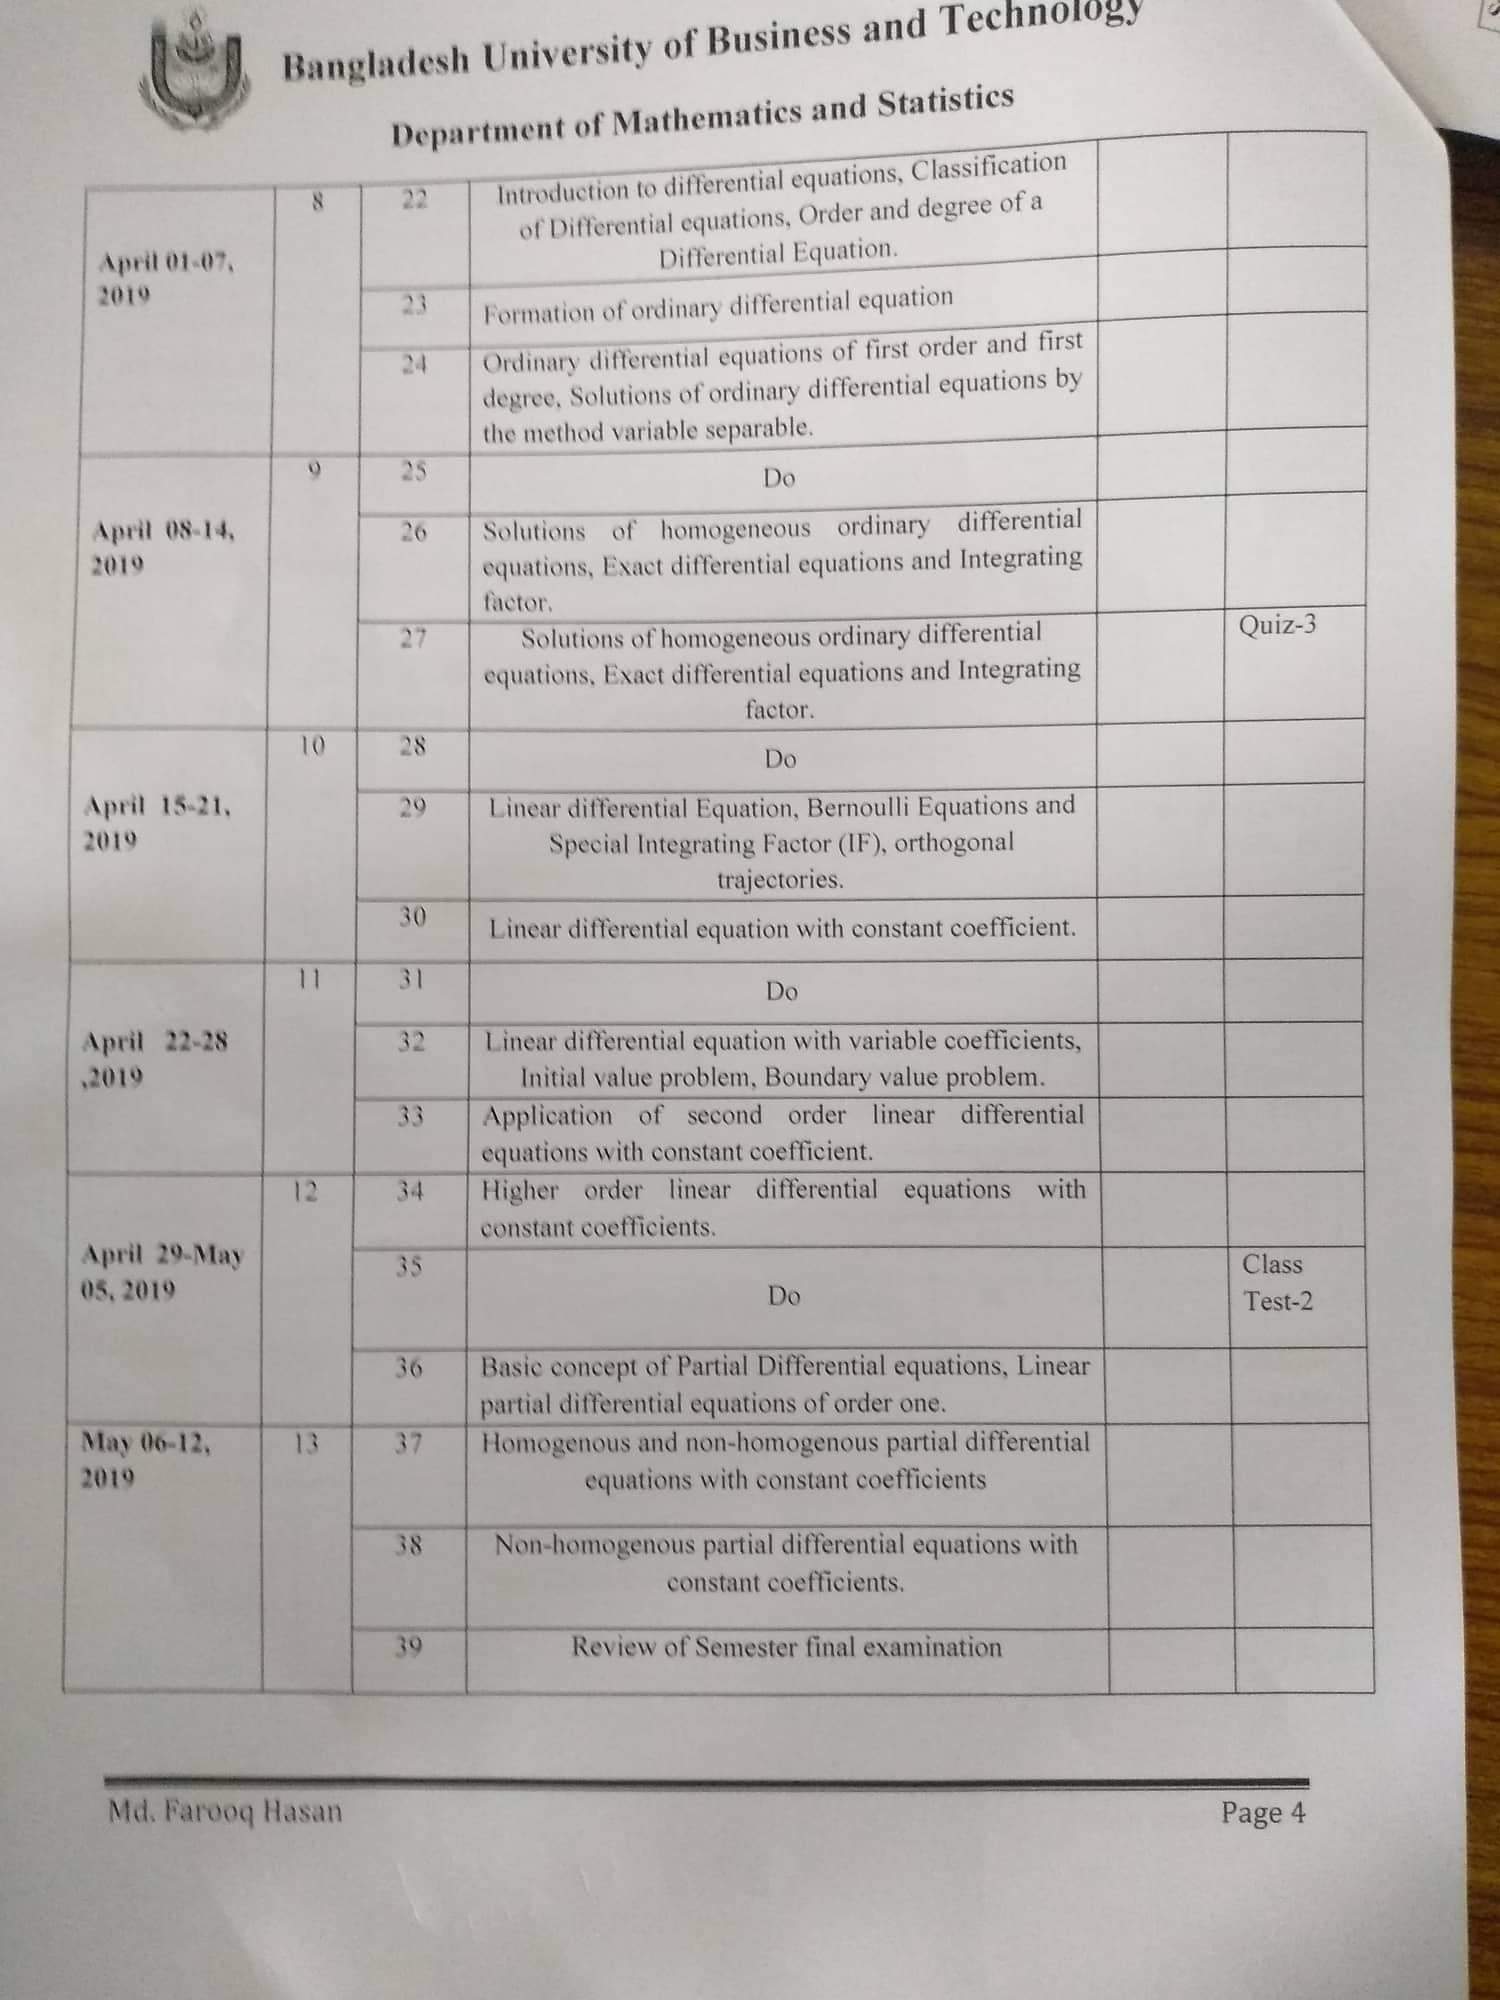 Bangladesh University of Business and Technology
Department of Mathematics and Statistics
April 01-07,
2019
8
22
Introduction to differential equations, Classification
of Differential equations, Order and degree of a
Differential Equation.
23
Formation of ordinary differential equation
24
Ordinary differential equations of first order and first
degree, Solutions of ordinary differential equations by
the method variable separable.
April 08-14,
2019
9
25
Do
26
Solutions of homogeneous ordinary differential
equations, Exact differential equations and Integrating
factor.
27
Solutions of homogeneous ordinary differential
equations, Exact differential equations and Integrating
factor.
Quiz-3
April 15-21,
2019
10
28
Do
29
Linear differential Equation, Bernoulli Equations and
Special Integrating Factor (IF), orthogonal
trajectories.
30
Linear differential equation with constant coefficient.
April 22-28
,2019
11
31
Do
32
Linear differential equation with variable coefficients,
Initial value problem, Boundary value problem.
33
Application of second order linear differential
equations with constant coefficient.
April 29-May
05, 2019
12
34
Higher order linear differential equations with
constant coefficients.
35
Do
Class
Test-2
36
Basic concept of Partial Differential equations, Linear
partial differential equations of order one.
May 06-12,
2019
13
37
Homogenous and non-homogenous partial differential
equations with constant coefficients
38
Non-homogenous partial differential equations with
constant coefficients.
39
Review of Semester final examination
Md. Farooq Hasan
Page 4